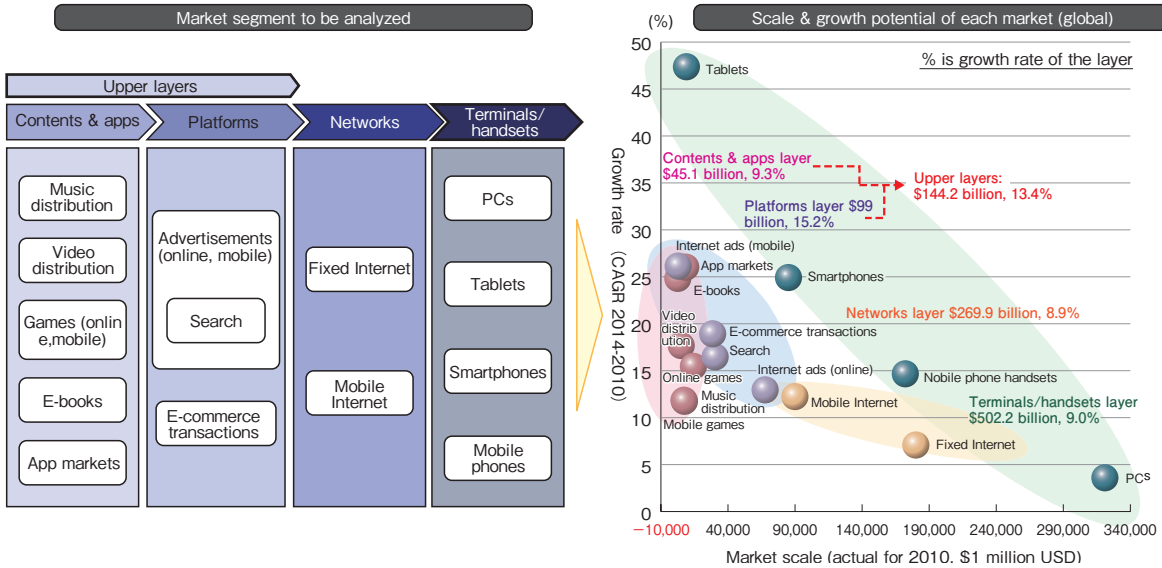 Market segment to be analyzed
Upper layers
Contents & apps
Platforms
Networks
Terminals/
handsets
Music
distribution
Video
distribution
Games (onlin
e,mobile)
E-books
App markets
Advertisements
(online, mobile)
Search
E-commerce
transactions
Fixed Internet
Mobile
Internet
PCs
Tablets
Smartphones
Mobile
phones
Scale & growth potential of each market (global)
(%)
% is growth rate of the layer
50
45
40
35
30
25
20
15
10
5
0
Growth rate (CAGR 2014-2010)
Tablets
Contents & apps layer
$45.1 billion, 9.3%
Upper layers:
$144.2 billion, 13.4%
Platforms layer $99
billion, 15.2%
Internet ads (mobile)
App markets
E-books
Smartphones
Video
distrib
ution
E-commerce transactions
Search
Networks layer $269.9 billion, 8.9%
Online games
Internet ads (online)
Nobile phone handsets
Music
distribution
Mobile games
Mobile Internet
Terminals/handsets layer
$502.2 billion, 9.0%
Fixed Internet
PCs
−10,000
40,000
90,000
140,000
190,000
240,000
290,000
340,000
Market scale (actual for 2010, $1 million USD)